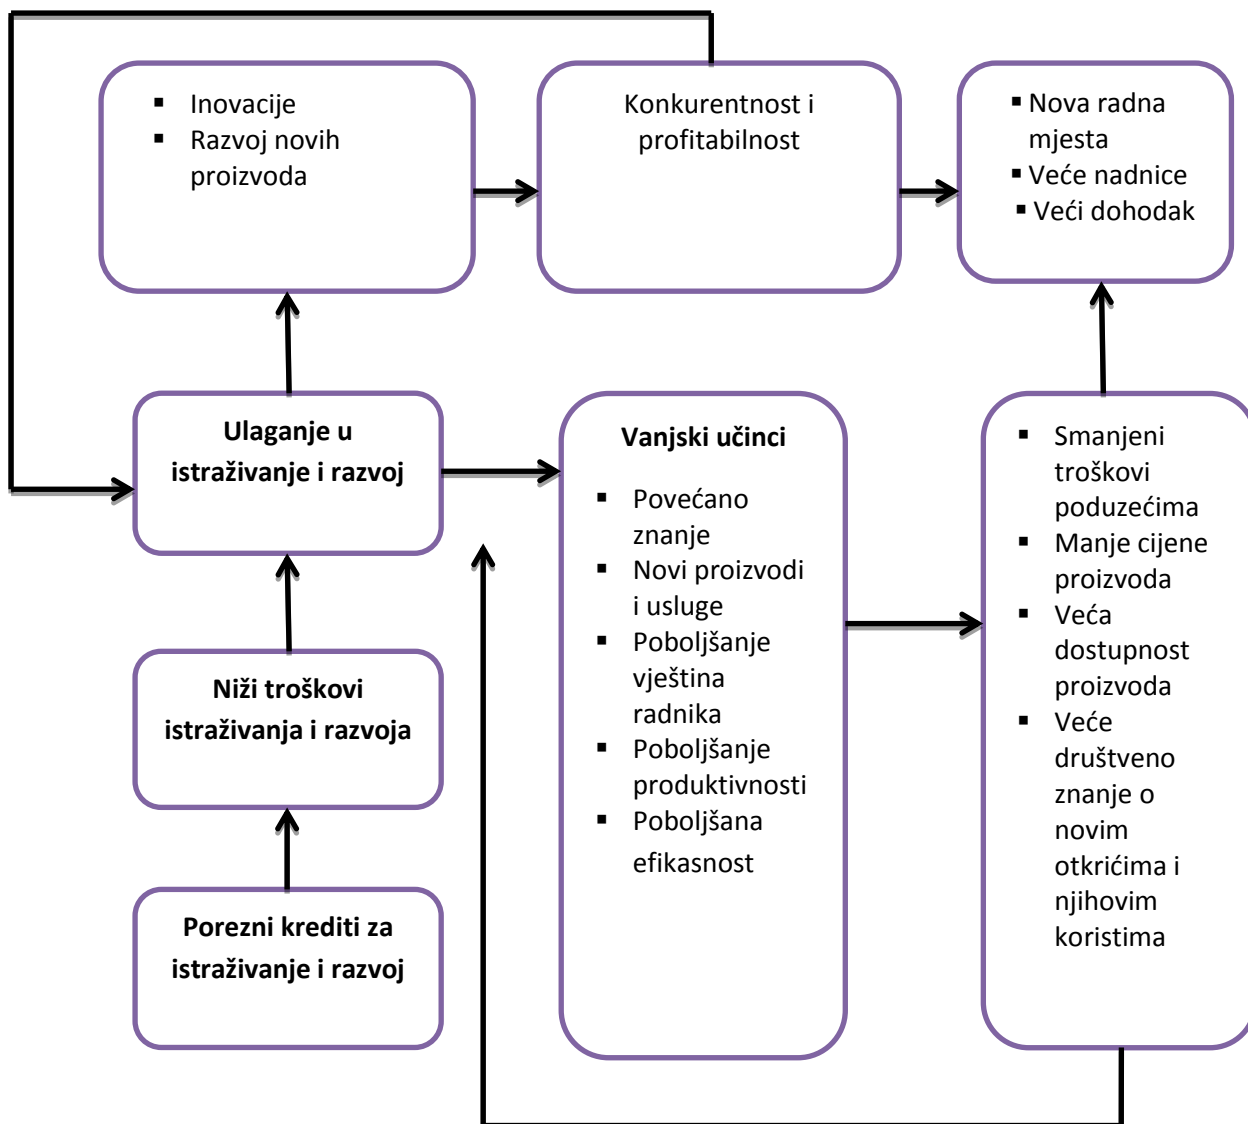 Inovacije
Razvoj novih
proizvoda
Konkurentnost i
profitabilnost
Nova radna
mjesta
Veće nadnice
Veći dohodak
Ulaganje u
istraživanje i razvoj
Vanjski učinci
Povećano
znanje
Novi proizvodi
i usluge
Poboljšanje
vještina
radnika
Poboljšanje
produktivnosti
Poboljšana
efikasnost
Smanjeni
troškovi
poduzećima
Manje cijene
proizvoda
Veća
dostupnost
proizvoda
Veće
društveno
znanje o
novim
otkrićima i
njihovim
koristima
Niži troškovi
istraživanja i razvoja
Porezni krediti za
istraživanje i razvoj